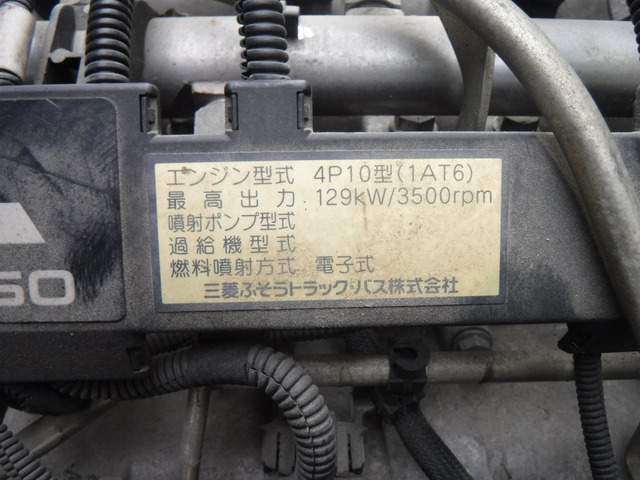 エンジン型式 4P10型(1AT6)
最高出力 129kW/3500rpm
噴射ポンプ型式
過給機型式
燃料噴射方式 電子式
三菱ふそうトラック・バス株式会社